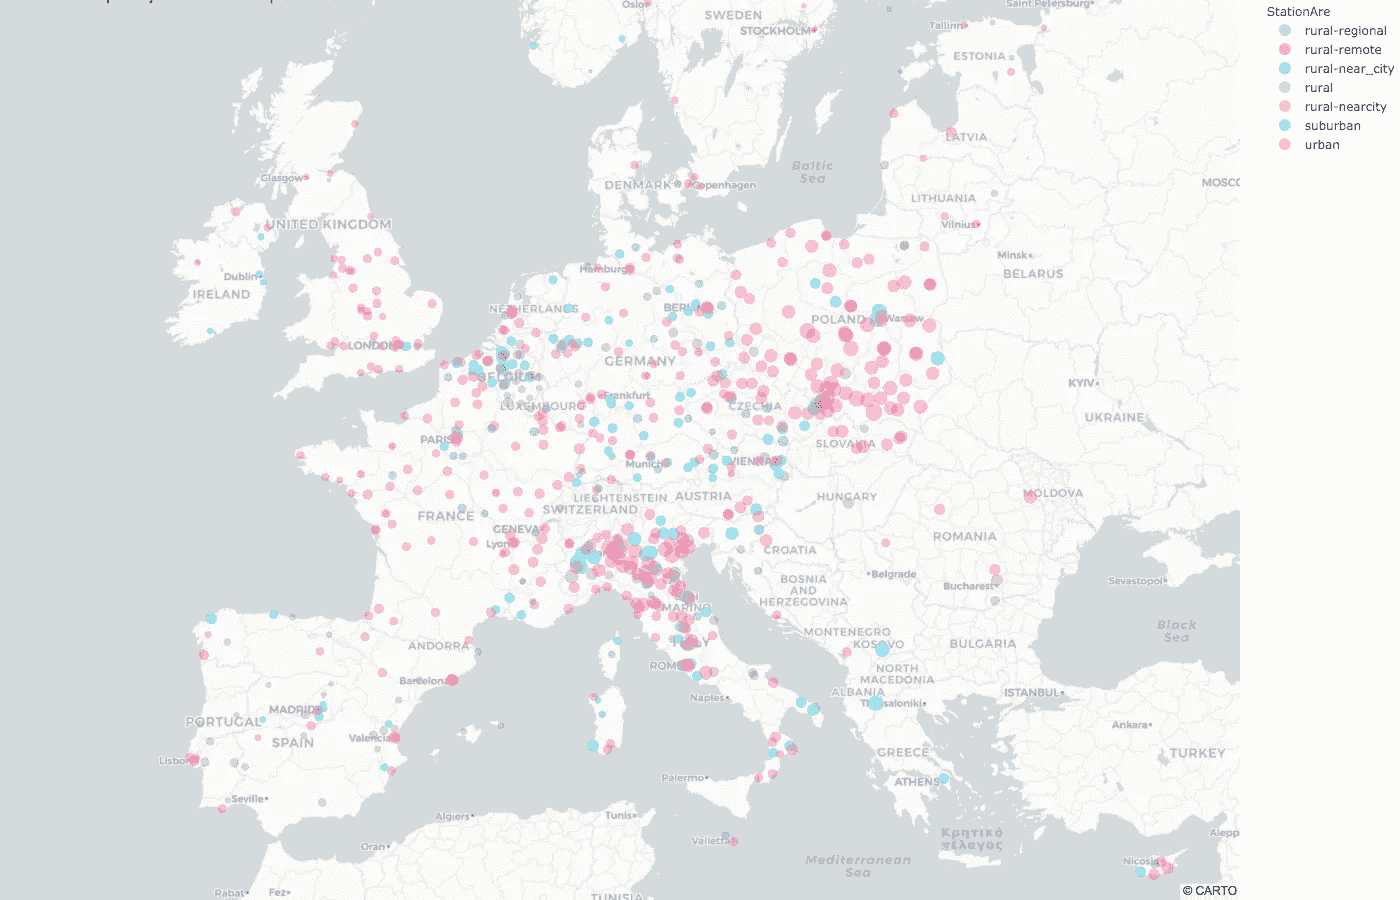 Oslo
SWEDEN
STOCKHOLM
Saint Petersburg
Tallinn
ESTONIA
StationAre
rural-regional
rural-remote
rural-near_city
rural
rural-nearcity
suburban
urban
LATVIA
Baltic
Sea
Glasgow
DENMARK
Copenhagen
MOSCO
LITHUANIA
UNITED KINGDOM
Vilnius
Minsk
BELARUS
Dublin
IRELAND
Hamburg
NETHERLANDS
BER
POLAND
Warsaw
LONDON
GERMANY
BELGIUM
KYIV
UKRAINE
LUXEMBOURG
Frankfurt
CZECHIA
PARIS
SLOVAKIA
Munich
VIENNA
LIECHTENSTEIN
AUSTRIA
HUNGARY
MOLDOVA
SWITZERLAND
FRANCE
GENEVA
Lyon
CROATIA
ROMANIA
Belgrade
BOSNIA
AND
HERZEGOVINA
Bucharest
Sevastopol
MARINO
Black
Sea
MONTENEGRO
KOSOVO
BULGARIA
ANDORRA
ITALY
ROM
NORTH
MACEDONIA
Barcelona
Naples
ALBANIA
Thessaloniki
ISTANBUL
MADRID
PORTUGAL
SPAIN
Valencia
Ankara
TURKEY
GREECE
Lisbo
Palermo
ATHENS
Seville
Algiers
Tunis
Valletta
Κρητικό
πέλαγος
Alepp
Oran
Mediterranean
Sea
Nicosia
Rabat
Fez
TUNISIA
© CARTO